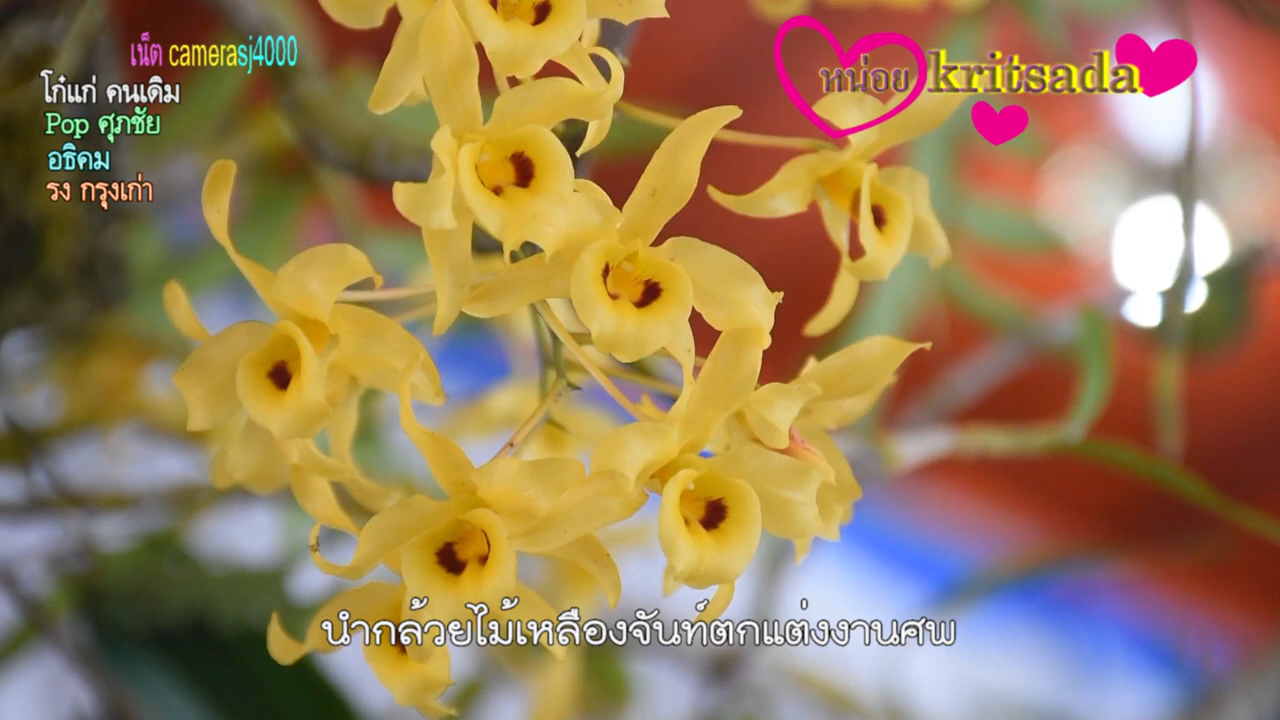 เน็ต camerasj4000
โก๋แก่ คนเดิม
Pop ศุภชัย
อธิคม
รง กรุงเก่า
หน่อย kritsada
นำกล้วยไม้เหลืองจันท์ตกแต่งงานศพ